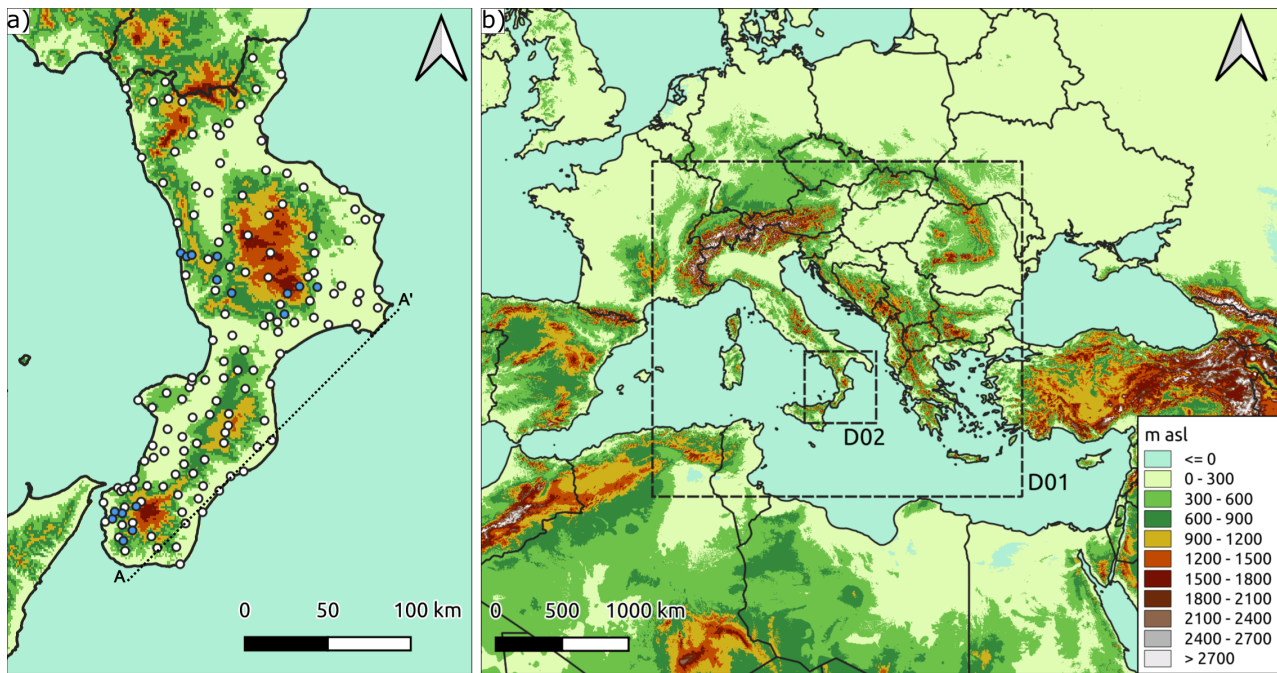 a)
A'
A
0 50 100 km
b)
D02
D01
0 500 1000 km
m asl
<= 0
0 - 300
300 - 600
600 - 900
900 - 1200
1200 - 1500
1500 - 1800
1800 - 2100
2100 - 2400
2400 - 2700
> 2700